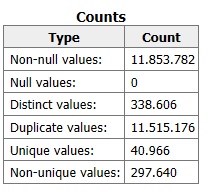 Counts
Type Count
Non-null values: 11.853.782
Null values: 0
Distinct values: 338.606
Duplicate values: 11.515.176
Unique values: 40.966
Non-unique values: 297.640